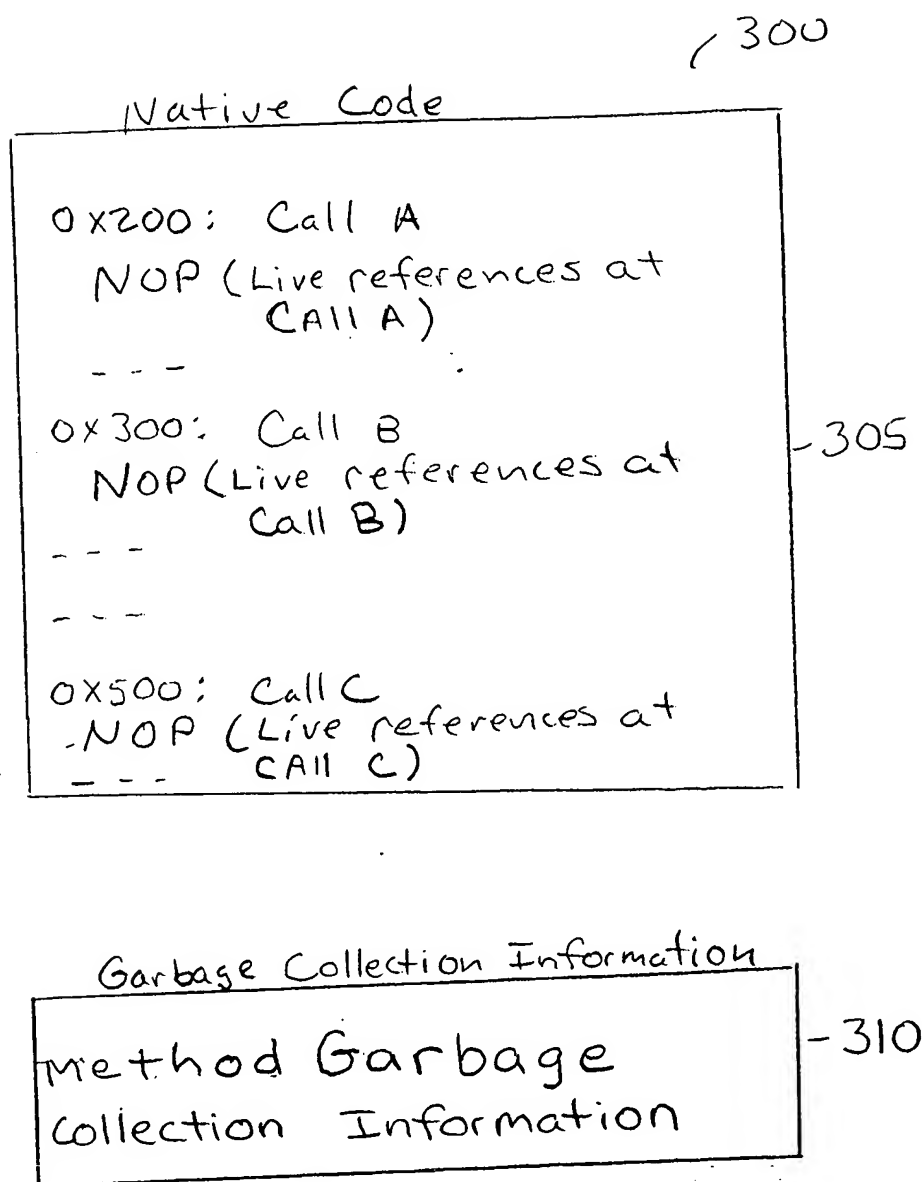 300
Native Code
0x200: Call A
NOP (Live references at
CAll A)
- - -
0x300: Call B
NOP (Live references at
Call B)
- - -
- - -
0x500: Call C
NOP (Live references at
- - - CAll C)
305
Garbage Collection Information
Method Garbage
Collection Information
310